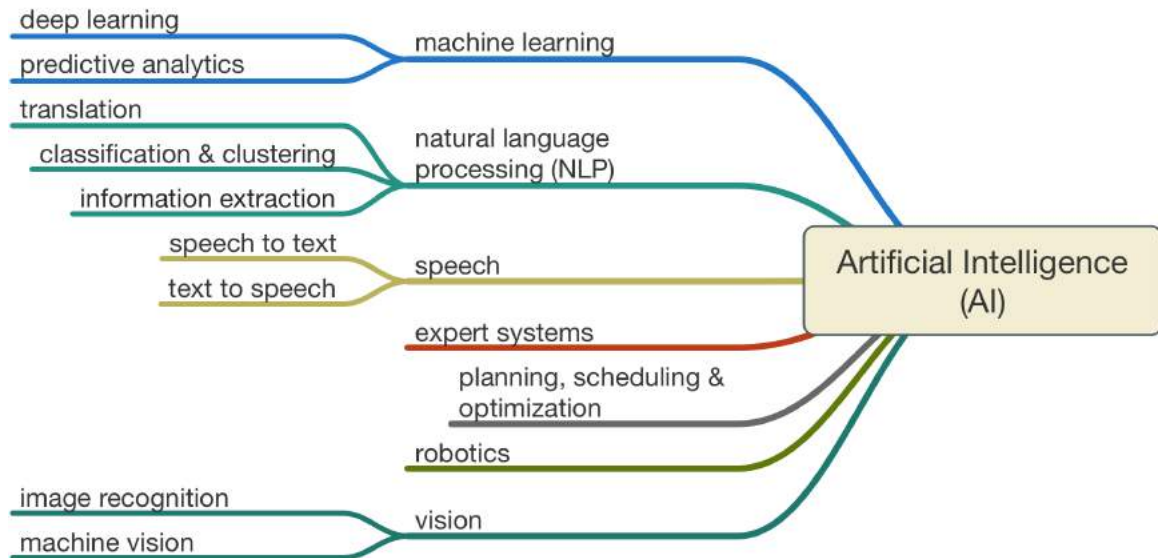 deep learning
predictive analytics
machine learning
translation
classification & clustering
information extraction
natural language
processing (NLP)
speech to text
text to speech
speech
expert systems
planning, scheduling &
optimization
robotics
image recognition
machine vision
vision
Artificial Intelligence
(AI)